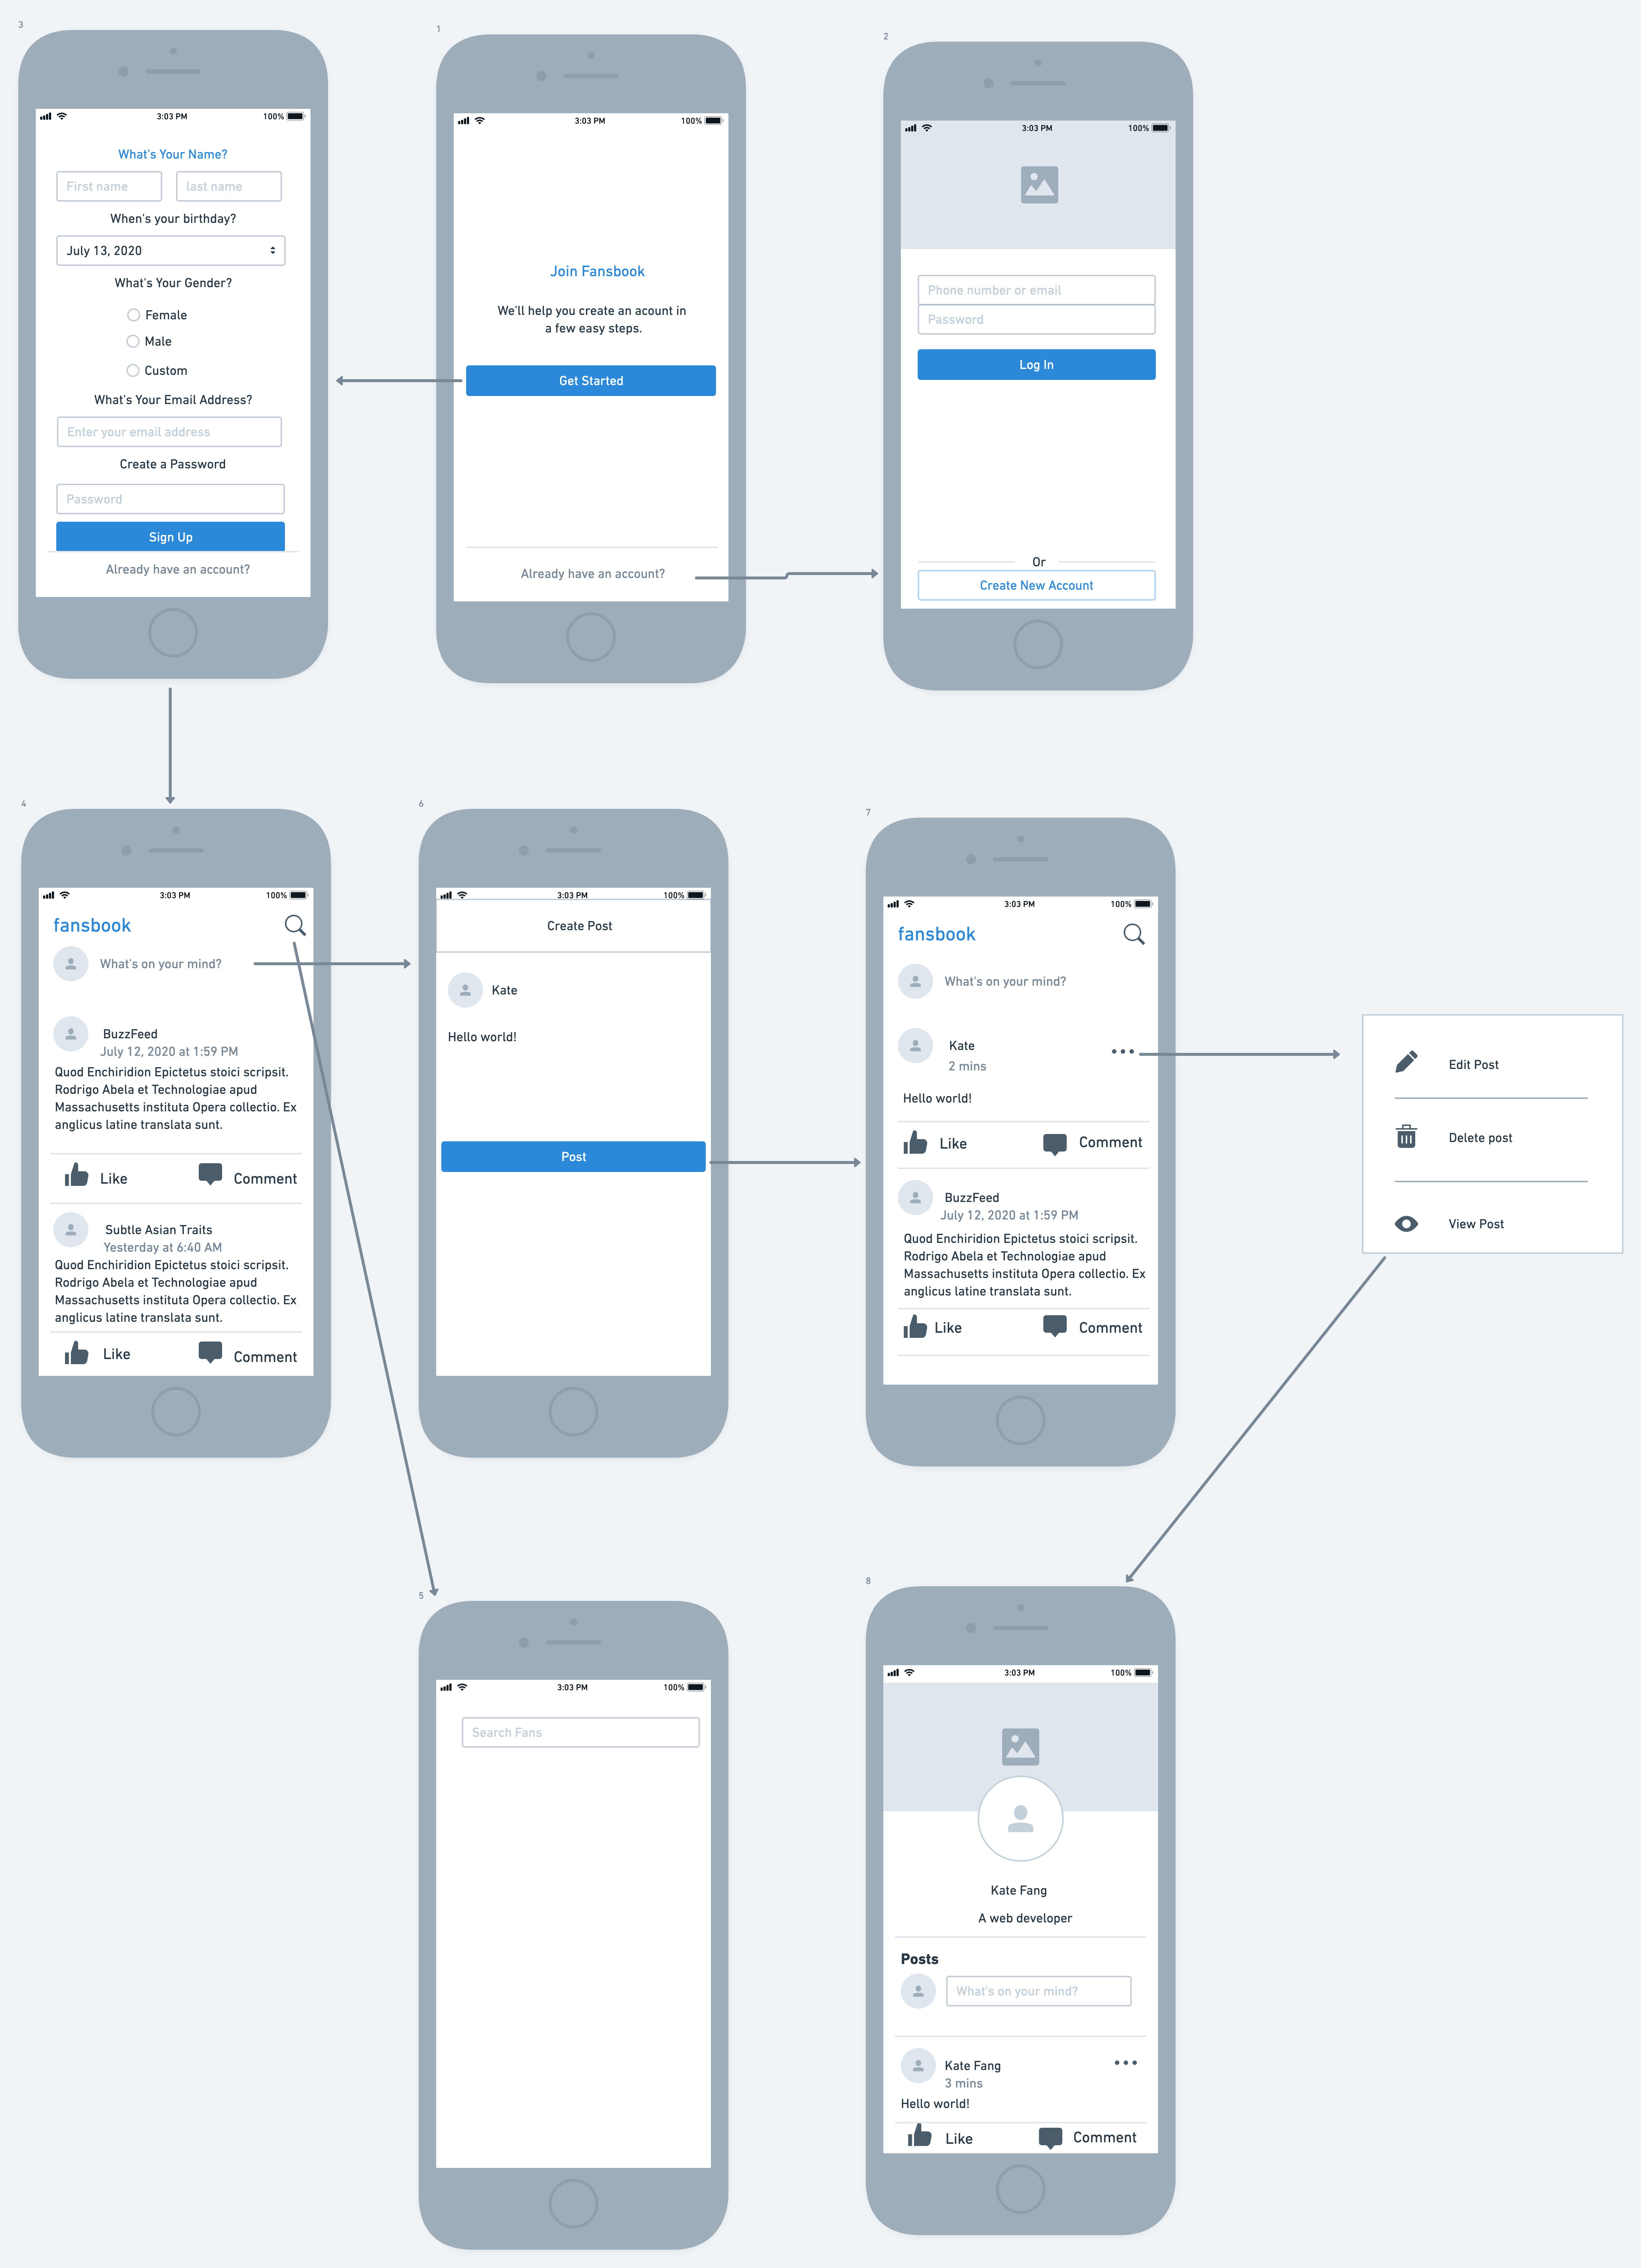 3
3:03 PM
100%
What's Your Name?
First name
last name
When's your birthday?
July 13, 2020
What's Your Gender?
Female
Male
Custom
What's Your Email Address?
Enter your email address
Create a Password
Password
Sign Up
Already have an account?
1
3:03 PM
100%
Join Fansbook
We'll help you create an acount in
a few easy steps.
Get Started
Already have an account?
2
3:03 PM
100%
Phone number or email
Password
Log In
Or
Create New Account
4
3:03 PM
100%
fansbook
What's on your mind?
BuzzFeed
July 12, 2020 at 1:59 PM
Quod Enchiridion Epictetus stoici scripsit.
Rodrigo Abela et Technologiae apud
Massachusetts instituta Opera collectio. Ex
anglicus latine translata sunt.
Like
Comment
Subtle Asian Traits
Yesterday at 6:40 AM
Quod Enchiridion Epictetus stoici scripsit.
Rodrigo Abela et Technologiae apud
Massachusetts instituta Opera collectio. Ex
anglicus latine translata sunt.
Like
Comment
6
3:03 PM
100%
Create Post
Kate
Hello world!
Post
7
3:03 PM
100%
fansbook
What's on your mind?
Kate
2 mins
Hello world!
Like
Comment
BuzzFeed
July 12, 2020 at 1:59 PM
Quod Enchiridion Epictetus stoici scripsit.
Rodrigo Abela et Technologiae apud
Massachusetts instituta Opera collectio. Ex
anglicus latine translata sunt.
Like
Comment
Edit Post
Delete post
View Post
5
3:03 PM
100%
Search Fans
8
3:03 PM
100%
Kate Fang
A web developer
Posts
What's on your mind?
Kate Fang
3 mins
Hello world!
Like
Comment